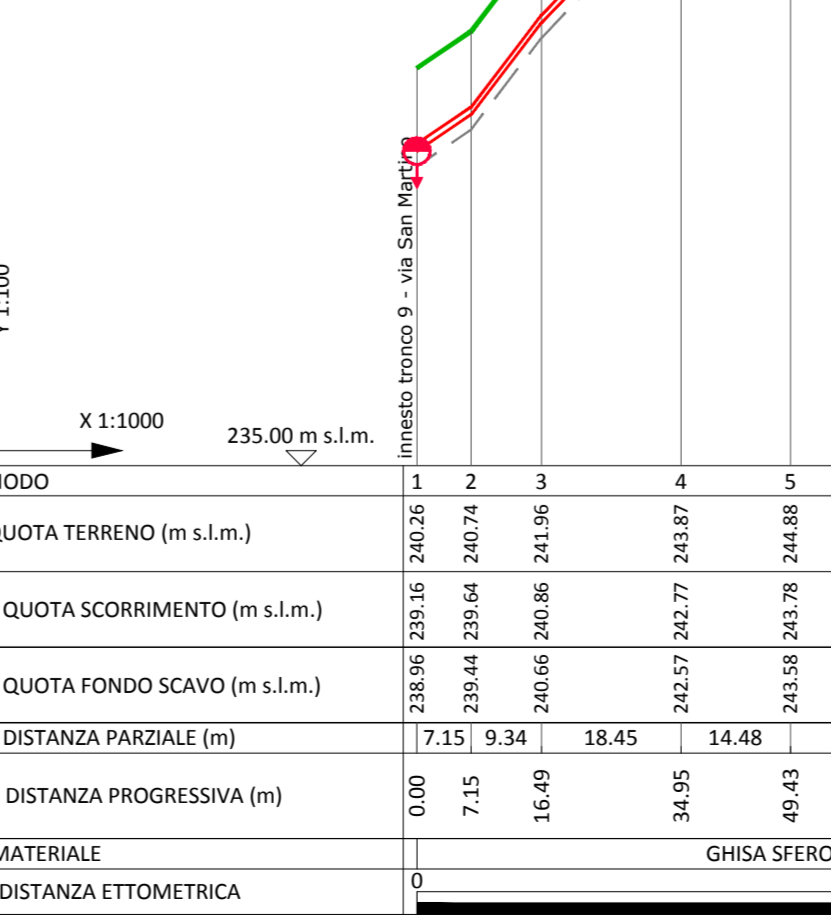 Y 1:100
innesto tronco 9 - via San Martino
X 1:1000
235.00 m s.l.m.
NODO 1 2 3 4 5
QUOTA TERRENO (m s.l.m.) 240.26 240.74 241.96 243.87 244.88
QUOTA SCORRIMENTO (m s.l.m.) 239.16 239.64 240.86 242.77 243.78
QUOTA FONDO SCAVO (m s.l.m.) 238.96 239.44 240.66 242.57 243.58
DISTANZA PARZIALE (m) 7.15 9.34 18.45 14.48
DISTANZA PROGRESSIVA (m) 0.00 7.15 16.49 34.95 49.43
MATERIALE GHISA SFERO
DISTANZA ETTOMETRICA 0